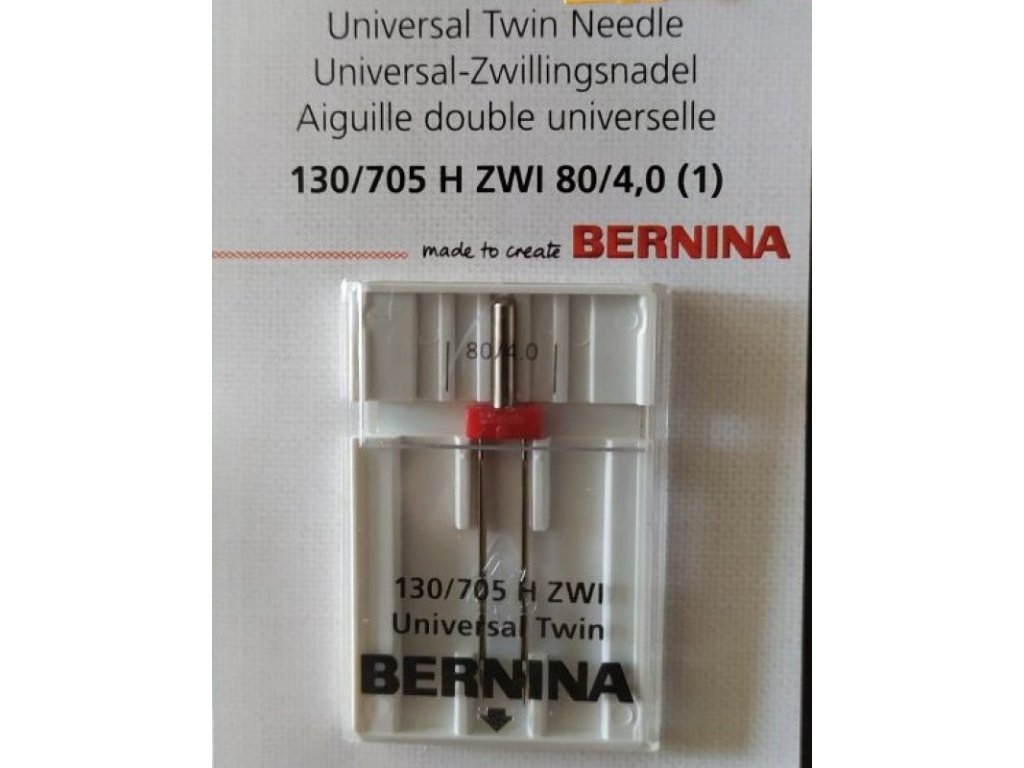 Universal Twin Needle
Universal-Zwillingsnadel
Aiguille double universelle
130/705 H ZWI 80/4,0 (1)
made to create BERNINA
80/4.0
130/705 H ZWI
Universal Twin
BERNINA